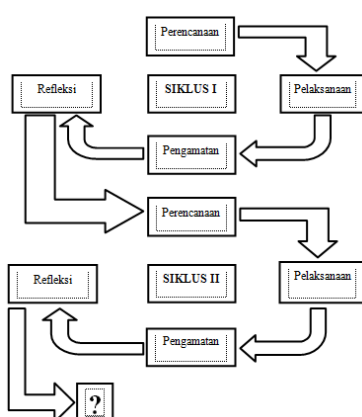 Perencanaan
Refleksi
SIKLUS I
Pelaksanaan
Pengamatan
Perencanaan
Refleksi
SIKLUS II
Pelaksanaan
Pengamatan
?